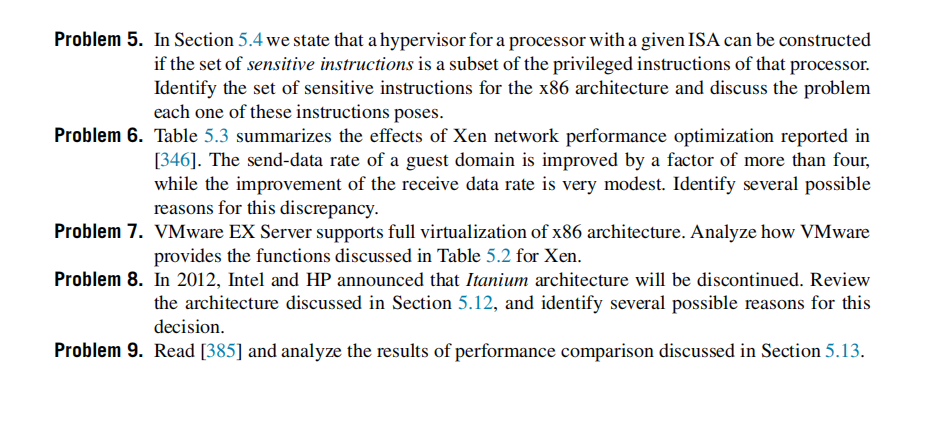 Problem 5. In Section 5.4 we state that a hypervisor for a processor with a given ISA can be constructed
if the set of sensitive instructions is a subset of the privileged instructions of that processor.
Identify the set of sensitive instructions for the x86 architecture and discuss the problem
each one of these instructions poses.
Problem 6. Table 5.3 summarizes the effects of Xen network performance optimization reported in
[346]. The send-data rate of a guest domain is improved by a factor of more than four,
while the improvement of the receive data rate is very modest. Identify several possible
reasons for this discrepancy.
Problem 7. VMware EX Server supports full virtualization of x86 architecture. Analyze how VMware
provides the functions discussed in Table 5.2 for Xen.
Problem 8. In 2012, Intel and HP announced that Itanium architecture will be discontinued. Review
the architecture discussed in Section 5.12, and identify several possible reasons for this
decision.
Problem 9. Read [385] and analyze the results of performance comparison discussed in Section 5.13.